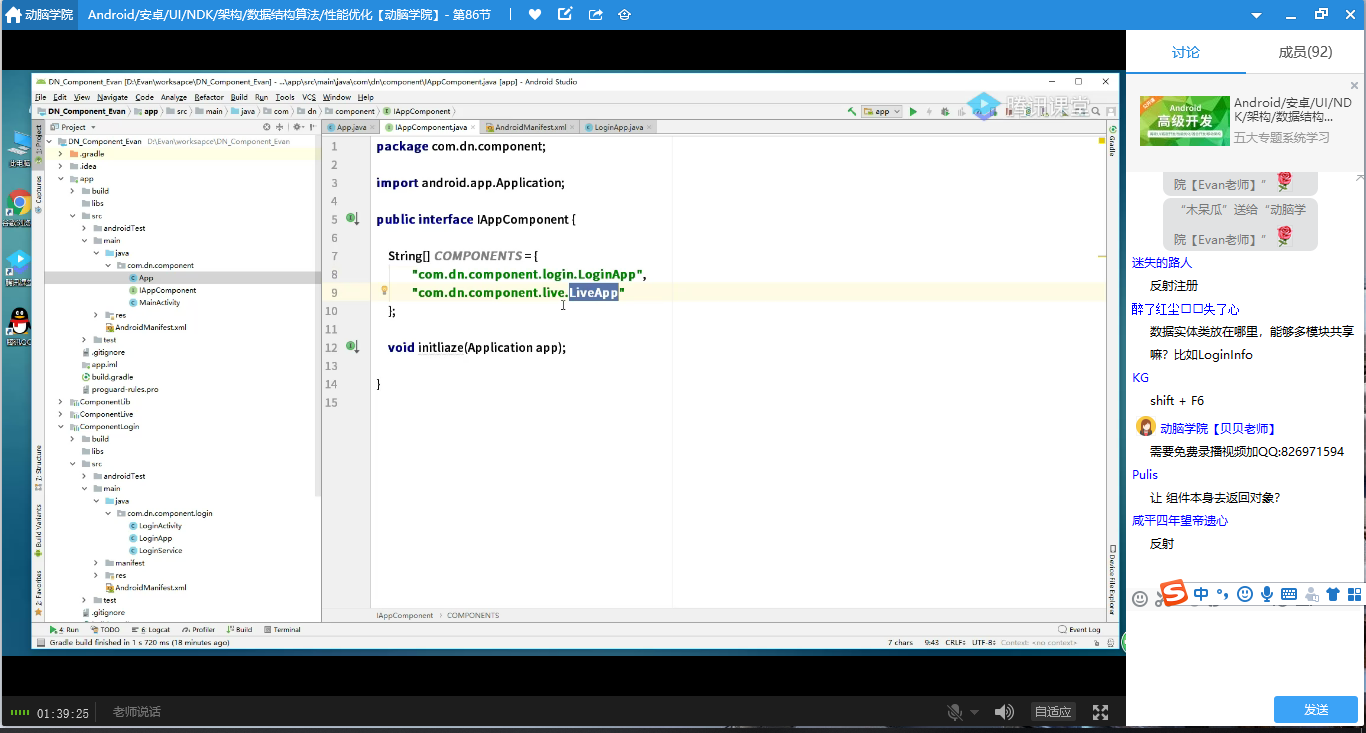 动脑学院
Android/安卓/UI/NDK/架构/数据结构算法/性能优化【动脑学院】- 第86节
DN_Component_Evan [D:\Evan\worksapce\DN_Component_Evan] - ...\app\src\main\java\com\dn\component\IAppComponent.java [app] - Android Studio
File Edit View Navigate Code Analyze Refactor Build Run Tools VCS Window Help
DN_Component_Evan app src main java com dn component IAppComponent
app
腾讯课堂
Project
App.java IAppComponent.java AndroidManifest.xml LoginApp.java
1: Project
Captures
7: Structure
Build Variants
2: Favorites
DN_Component_Evan D:\Evan\worksapce\DN_Component_Evan
.gradle
.idea
app
build
libs
src
androidTest
main
java
com.dn.component
App
IAppComponent
MainActivity
res
AndroidManifest.xml
test
.gitignore
app.iml
build.gradle
proguard-rules.pro
ComponentLib
ComponentLive
ComponentLogin
build
libs
src
androidTest
main
java
com.dn.component.login
LoginActivity
LoginApp
LoginService
manifest
res
AndroidManifest.xml
test
.gitignore
1 package com.dn.component;
2
3 import android.app.Application;
4
5 public interface IAppComponent {
6
7 String[] COMPONENTS = {
8 "com.dn.component.login.LoginApp",
9 "com.dn.component.live.LiveApp"
10 };
11
12 void initliaze(Application app);
13
14 }
15
Gradle
Device File Explorer
IAppComponent COMPONENTS
4: Run TODO 6: Logcat Profiler Build Terminal Event Log
Gradle build finished in 1 s 720 ms (18 minutes ago) 7 chars 9:43 CRLF: UTF-8: Context: <no context>
01:39:25 老师说话 自适应
讨论 成员(92)
Android
高级开发
Android/安卓/UI/ND
K/架构/数据结构...
五大专题系统学习
院【Evan老师】”
“木呆瓜”送给“动脑学
院【Evan老师】”
迷失的路人
反射注册
醉了红尘□□失了心
数据实体类放在哪里，能够多模块共享
嘛？比如LoginInfo
KG
shift + F6
动脑学院【贝贝老师】
需要免费录播视频加QQ:826971594
Pulis
让 组件本身去返回对象？
咸平四年望帝遗心
反射
中
发送